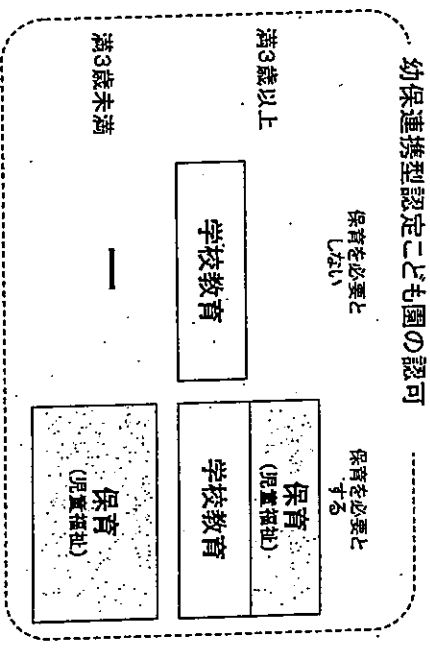 幼保連携型認定こども園の認可
保育を必要と
しない
保育を必要と
する
満3歳以上
学校教育
保育
(児童福祉)
学校教育
満3歳未満
ー
保育
(児童福祉)